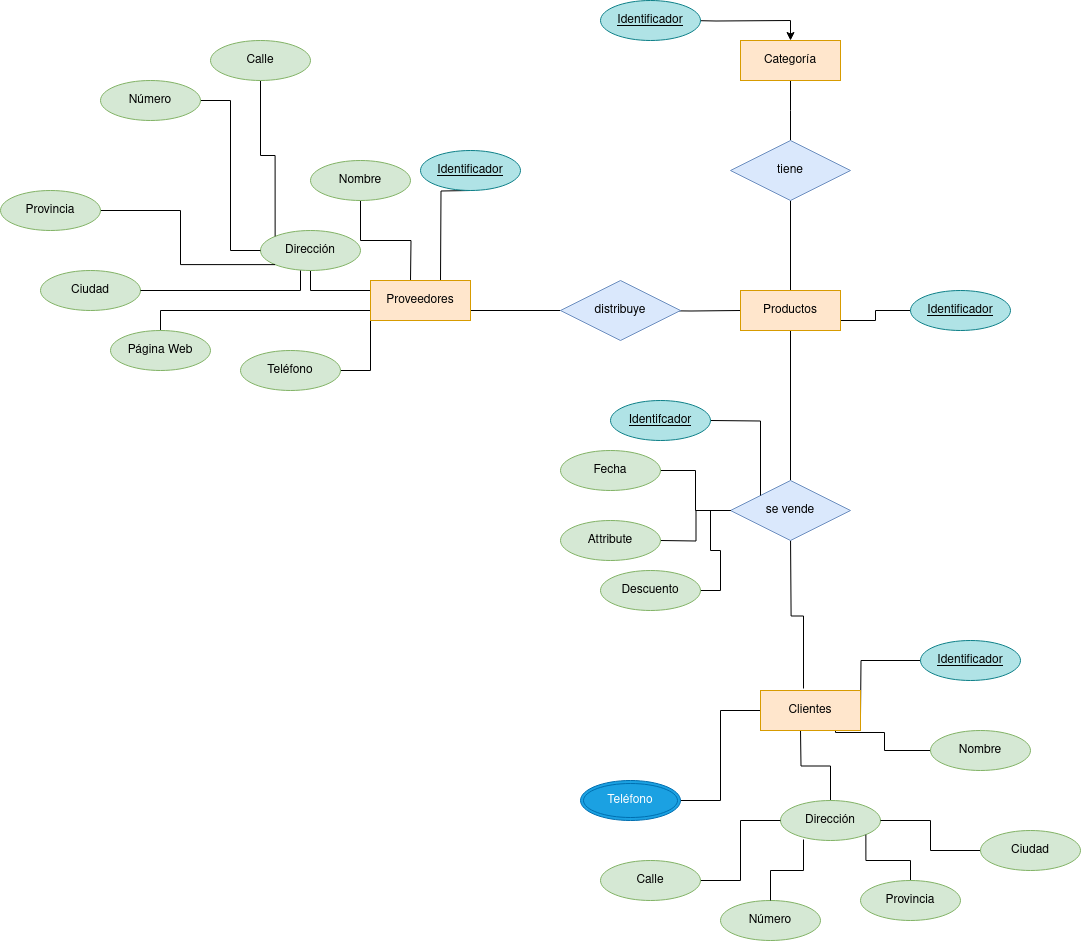 Identificador
Categoría
Calle
Número
tiene
Nombre
Identificador
Provincia
Dirección
Ciudad
Proveedores
distribuye
Productos
Identificador
Página Web
Teléfono
Identifcador
Fecha
se vende
Attribute
Descuento
Identificador
Clientes
Nombre
Teléfono
Dirección
Ciudad
Calle
Provincia
Número